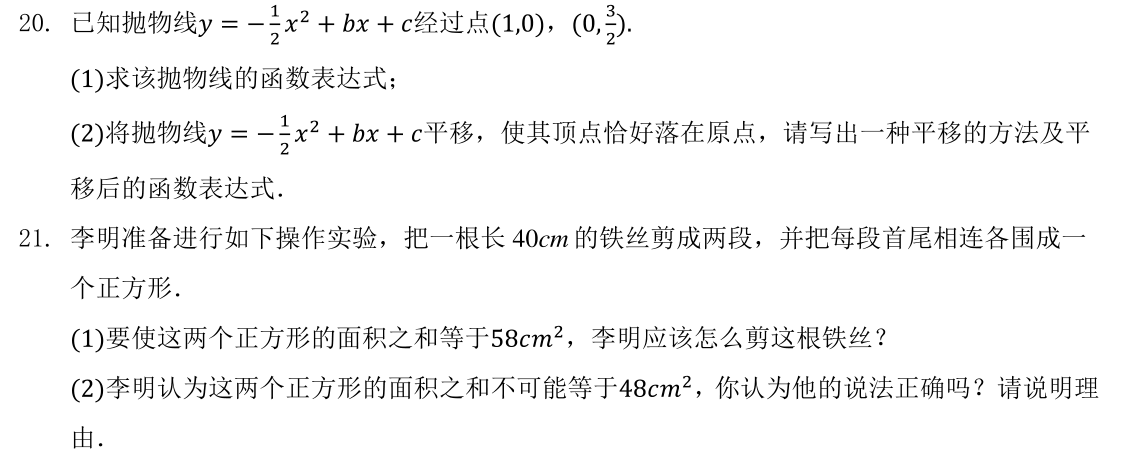 20. 已知抛物线y = −\frac{1}{2}x² + bx + c经过点(1,0)，(0,\frac{3}{2}).
(1)求该抛物线的函数表达式；
(2)将抛物线y = −\frac{1}{2}x² + bx + c平移，使其顶点恰好落在原点，请写出一种平移的方法及平
移后的函数表达式．
21. 李明准备进行如下操作实验，把一根长 40cm 的铁丝剪成两段，并把每段首尾相连各围成一
个正方形．
(1)要使这两个正方形的面积之和等于58cm²，李明应该怎么剪这根铁丝？
(2)李明认为这两个正方形的面积之和不可能等于48cm²，你认为他的说法正确吗？请说明理
由．